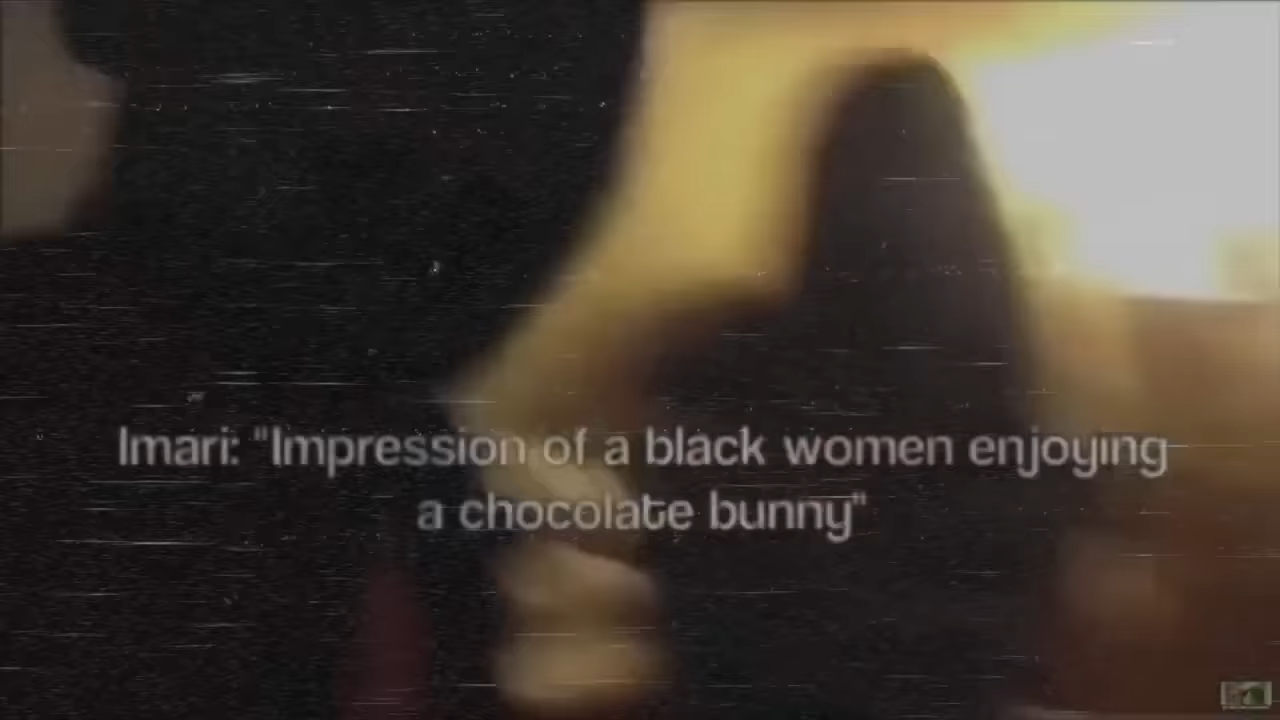 Imari: "Impression of a black women enjoying
a chocolate bunny"